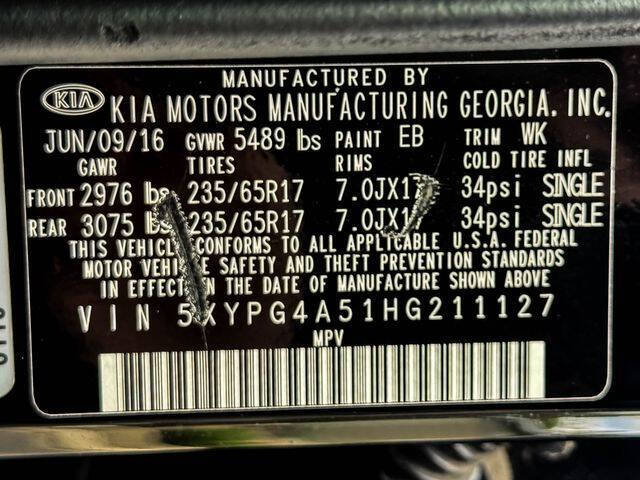 MANUFACTURED BY
KIA KIA MOTORS MANUFACTURING GEORGIA. INC.
JUN/09/16 GVWR 5489 lbs PAINT EB TRIM WK
GAWR TIRES RIMS COLD TIRE INFL
FRONT 2976 lbs 235/65R17 7.0JX17 34psi SINGLE
REAR 3075 lbs 235/65R17 7.0JX17 34psi SINGLE
THIS VEHICLE CONFORMS TO ALL APPLICABLE U.S.A. FEDERAL
MOTOR VEHICLE SAFETY AND THEFT PREVENTION STANDARDS
IN EFFECT ON THE DATE OF MANUFACTURE SHOWN ABOVE
VIN 5XYPG4A51HG211127
MPV